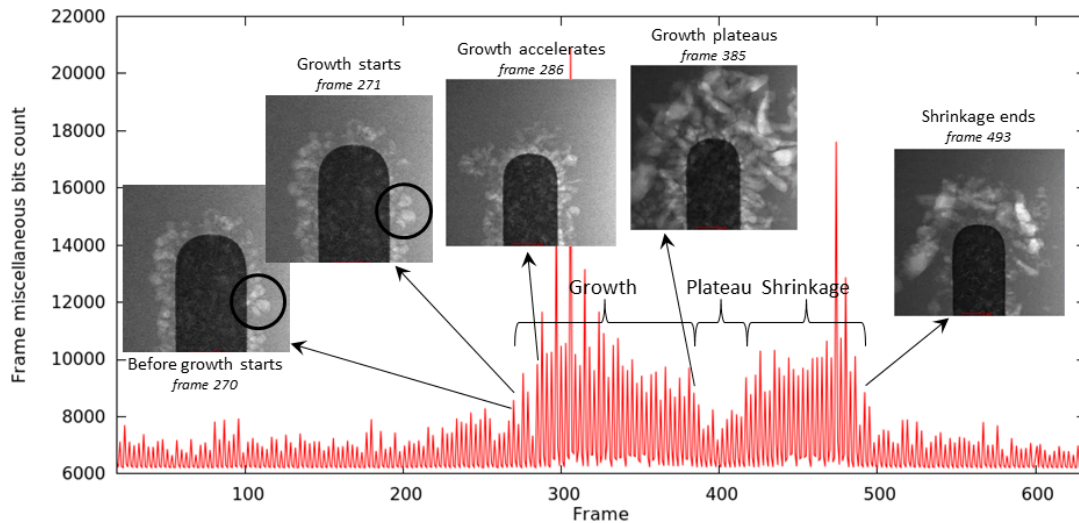 22000
20000
18000
16000
14000
12000
10000
8000
6000
Frame miscellaneous bits count
Before growth starts
frame 270
Growth starts
frame 271
Growth accelerates
frame 286
Growth plateaus
frame 385
Shrinkage ends
frame 493
Growth
Plateau
Shrinkage
100
200
300
400
500
600
Frame